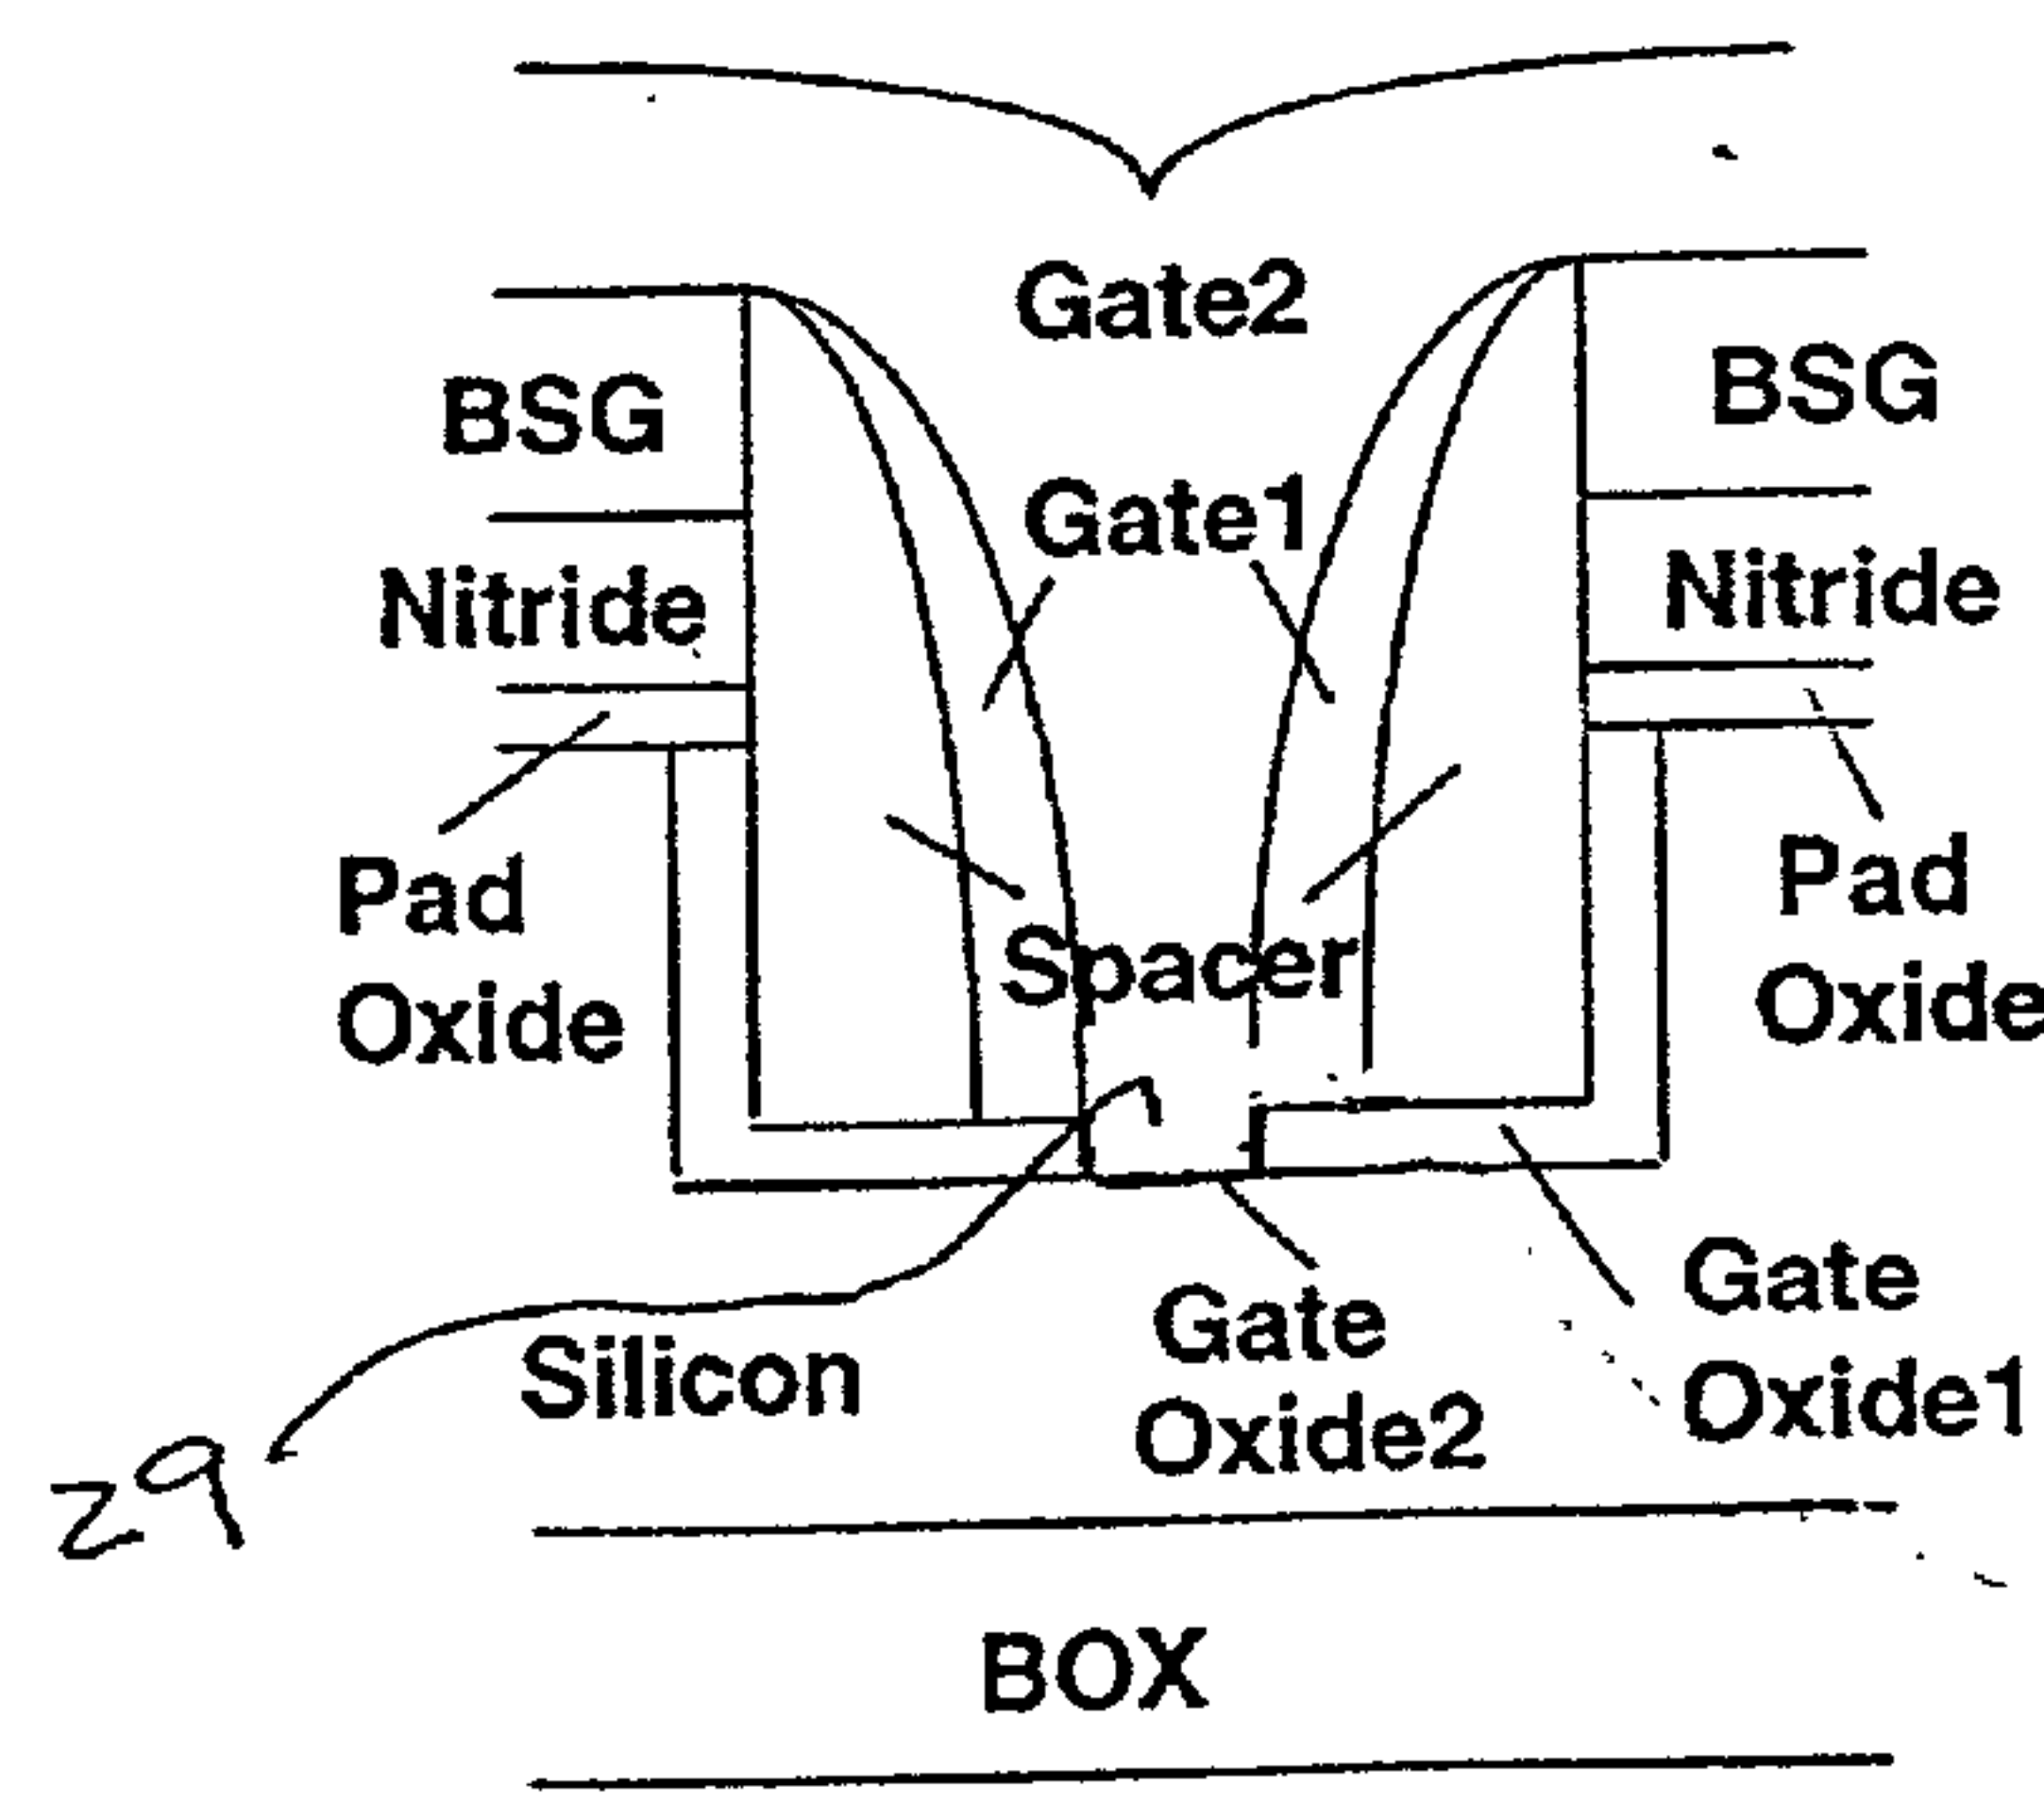 Gate2
BSG
BSG
Gate1
Nitride
Nitride
Pad
Oxide
Spacer
Pad
Oxide
Silicon
Gate
Oxide2
Gate
Oxide1
29
BOX